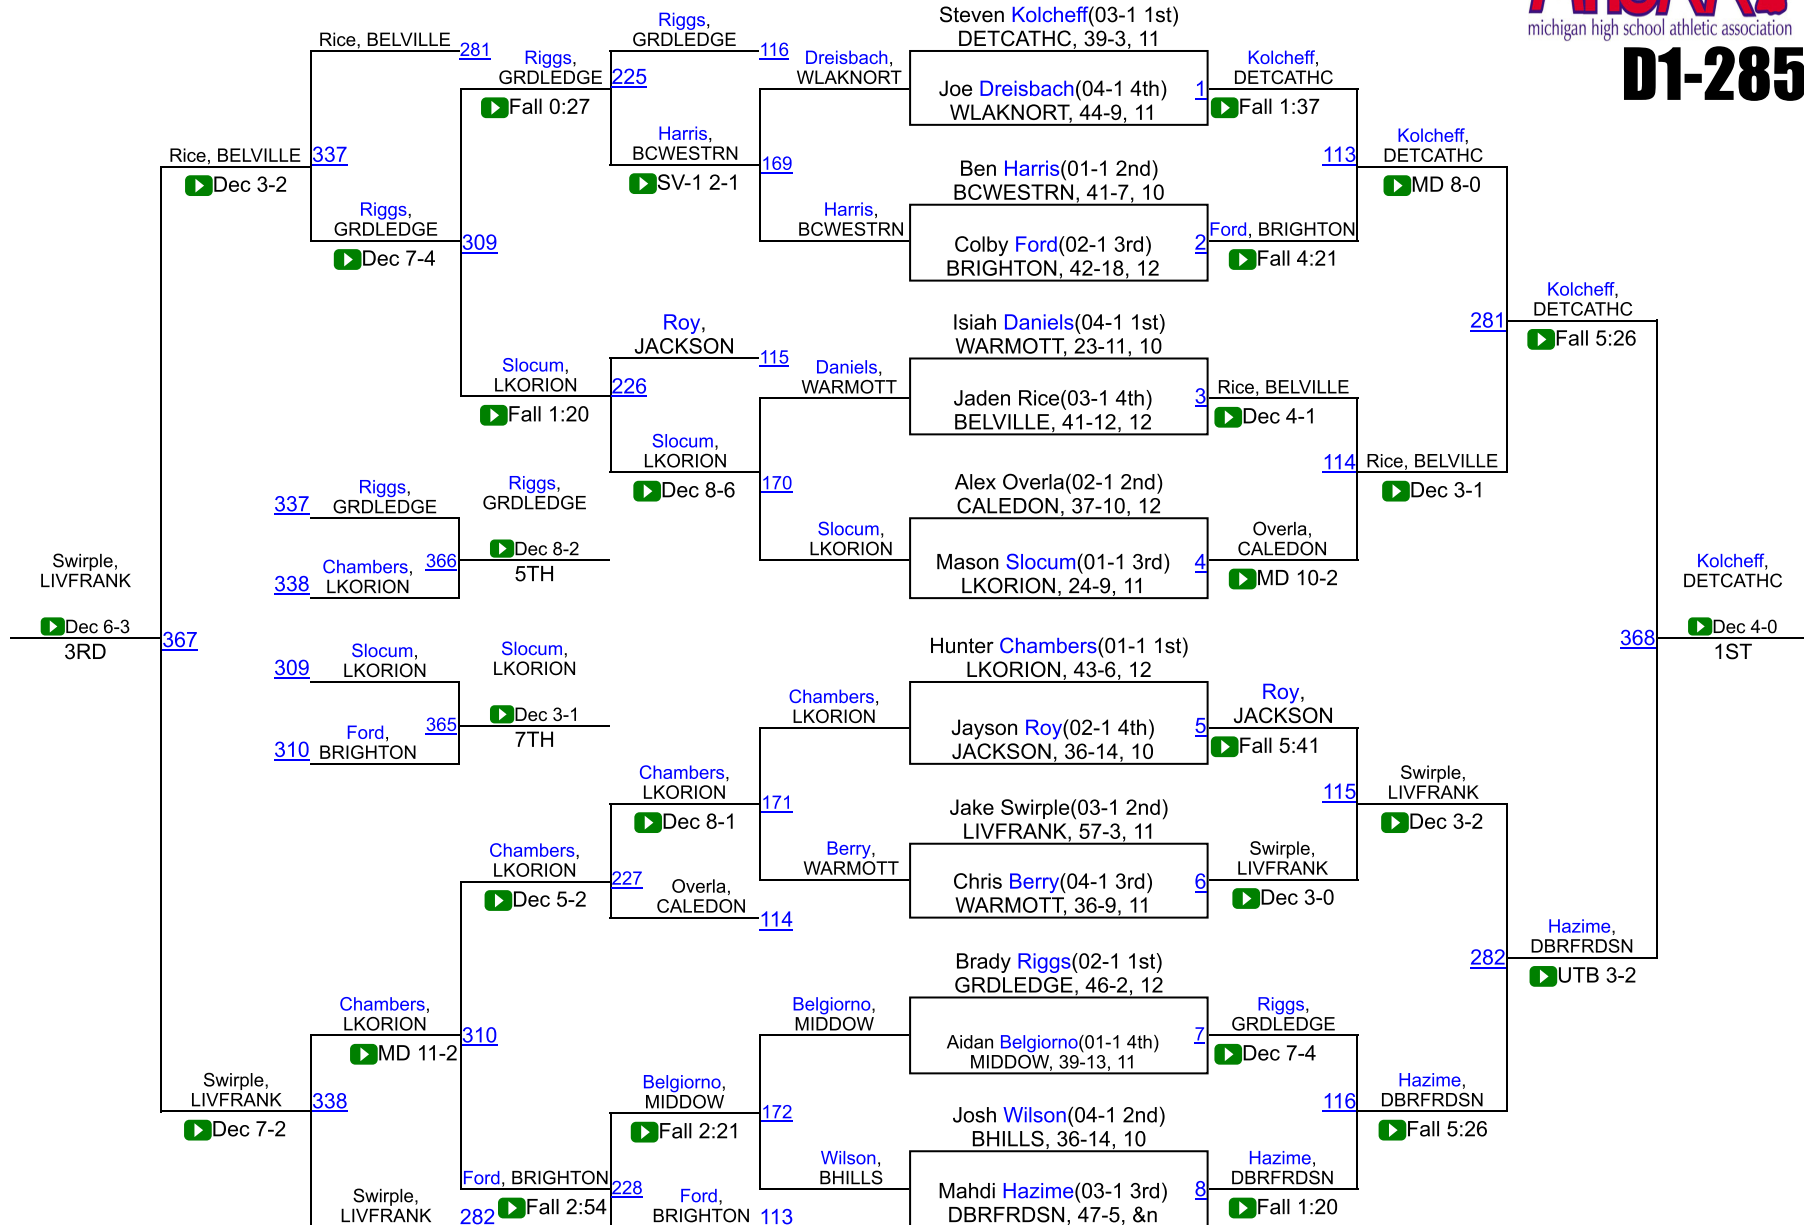 michigan high school athletic association
D1-285
Rice, BELVILLE
281
Riggs,
GRDLEDGE
Fall 0:27
225
Riggs,
GRDLEDGE
116
Dreisbach,
WLAKNORT
Steven Kolcheff(03-1 1st)
DETCATHC, 39-3, 11
Joe Dreisbach(04-1 4th)
WLAKNORT, 44-9, 11
1
Kolcheff,
DETCATHC
Fall 1:37
Rice, BELVILLE
Dec 3-2
337
Riggs,
GRDLEDGE
Dec 7-4
309
Harris,
BCWESTRN
SV-1 2-1
169
Harris,
BCWESTRN
Ben Harris(01-1 2nd)
BCWESTRN, 41-7, 10
Colby Ford(02-1 3rd)
BRIGHTON, 42-18, 12
2
Ford, BRIGHTON
Fall 4:21
113
Kolcheff,
DETCATHC
MD 8-0
281
Kolcheff,
DETCATHC
Fall 5:26
Slocum,
LKORION
Fall 1:20
226
Roy,
JACKSON
115
Daniels,
WARMOTT
Isiah Daniels(04-1 1st)
WARMOTT, 23-11, 10
Jaden Rice(03-1 4th)
BELVILLE, 41-12, 12
3
Rice, BELVILLE
Dec 4-1
Slocum,
LKORION
Dec 8-6
170
Slocum,
LKORION
Alex Overla(02-1 2nd)
CALEDON, 37-10, 12
Mason Slocum(01-1 3rd)
LKORION, 24-9, 11
4
Overla,
CALEDON
MD 10-2
114
Rice, BELVILLE
Dec 3-1
337
Riggs,
GRDLEDGE
338
Chambers,
LKORION
366
Riggs,
GRDLEDGE
Dec 8-2
5TH
Swirple,
LIVFRANK
Dec 6-3
3RD
367
309
Slocum,
LKORION
310
Ford,
BRIGHTON
365
Slocum,
LKORION
Dec 3-1
7TH
Kolcheff,
DETCATHC
368
Dec 4-0
1ST
Chambers,
LKORION
Hunter Chambers(01-1 1st)
LKORION, 43-6, 12
Jayson Roy(02-1 4th)
JACKSON, 36-14, 10
5
Roy,
JACKSON
Fall 5:41
Chambers,
LKORION
Dec 8-1
171
Berry,
WARMOTT
Jake Swirple(03-1 2nd)
LIVFRANK, 57-3, 11
Chris Berry(04-1 3rd)
WARMOTT, 36-9, 11
6
Swirple,
LIVFRANK
Dec 3-0
115
Swirple,
LIVFRANK
Dec 3-2
Chambers,
LKORION
Dec 5-2
227
Overla,
CALEDON
114
282
Hazime,
DBRFRDSN
UTB 3-2
Chambers,
LKORION
MD 11-2
310
Belgiorno,
MIDDOW
Brady Riggs(02-1 1st)
GRDLEDGE, 46-2, 12
Aidan Belgiorno(01-1 4th)
MIDDOW, 39-13, 11
7
Riggs,
GRDLEDGE
Dec 7-4
Swirple,
LIVFRANK
Dec 7-2
338
Belgiorno,
MIDDOW
Fall 2:21
172
Wilson,
BHILLS
Josh Wilson(04-1 2nd)
BHILLS, 36-14, 10
Mahdi Hazime(03-1 3rd)
DBRFRDSN, 47-5, &n
8
Hazime,
DBRFRDSN
Fall 1:20
116
Hazime,
DBRFRDSN
Fall 5:26
Swirple,
LIVFRANK
282
Ford, BRIGHTON
Fall 2:54
228
Ford,
BRIGHTON
113